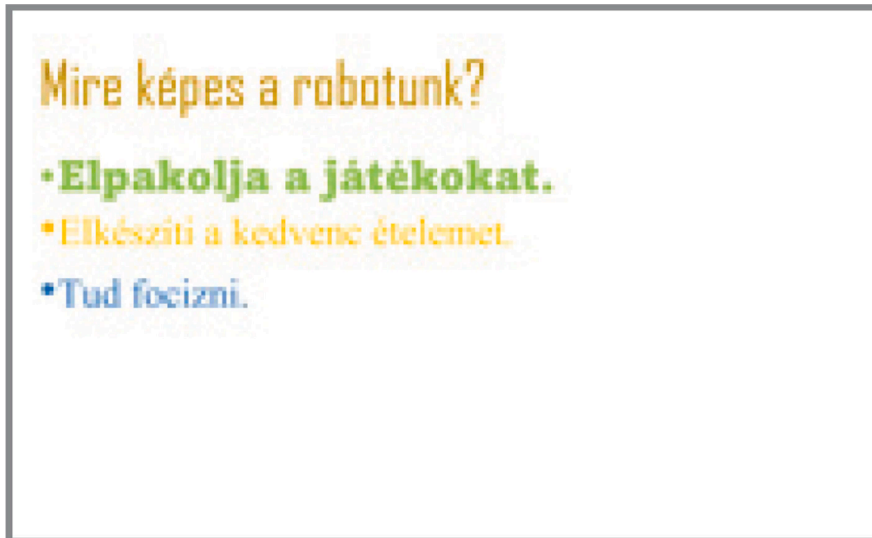 Mire képes a robotunk?
•Elpakolja a játékokat.
•Elkészíti a kedvenc ételemet.
•Tud focizni.